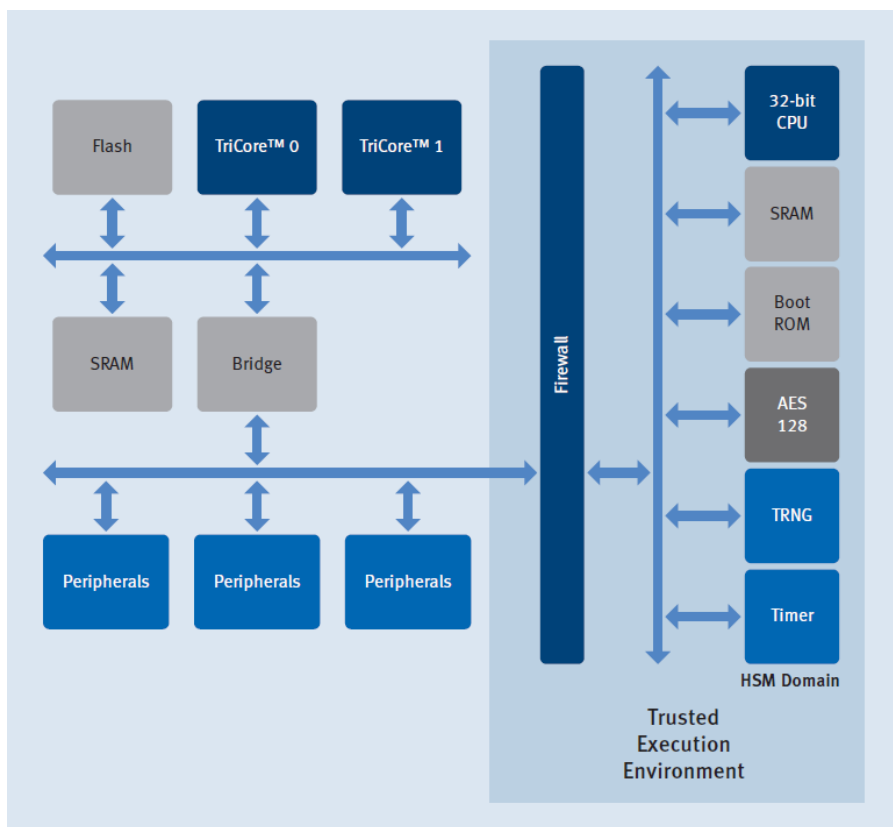 Flash
TriCore™ 0
TriCore™ 1
SRAM
Bridge
Peripherals
Peripherals
Peripherals
Firewall
32-bit
CPU
SRAM
Boot
ROM
AES
128
TRNG
Timer
HSM Domain
Trusted
Execution
Environment